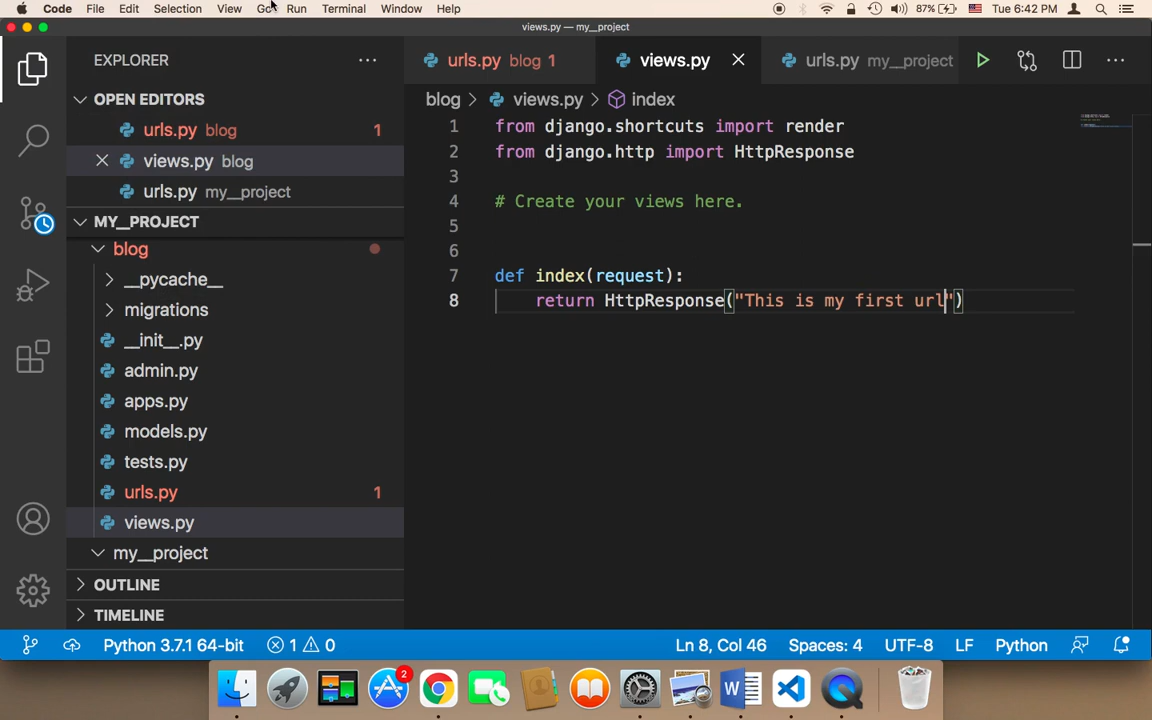 Code File Edit Selection View Go Run Terminal Window Help 87% Tue 6:42 PM
views.py — my__project
EXPLORER
urls.py blog 1
views.py
urls.py my__project
OPEN EDITORS
blog > views.py > index
urls.py blog 1
views.py blog
urls.py my__project
MY__PROJECT
blog
__pycache__
migrations
__init__.py
admin.py
apps.py
models.py
tests.py
urls.py 1
views.py
my__project
OUTLINE
TIMELINE
1 from django.shortcuts import render
2 from django.http import HttpResponse
3
4 # Create your views here.
5
6
7 def index(request):
8 return HttpResponse("This is my first url")
Python 3.7.1 64-bit 1 0 Ln 8, Col 46 Spaces: 4 UTF-8 LF Python
2